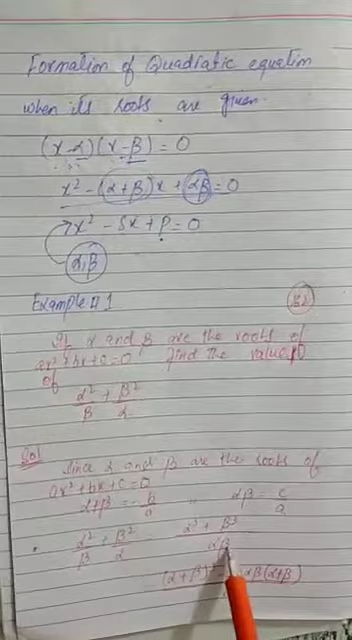 Formation of Quadratic equation
when its roots are given.
(x-α)(x-β)=0
x²-(α+β)x+αβ=0
x²-Sx+P=0
α,β
Example # 1
If α and β are the roots of
ax²+bx+c=0 find the value
of
α²/β + β²/α
Sol
Since α and β are the roots of
ax²+bx+c=0
α+β=-b/a , αβ=c/a
α²/β + β²/α α³+β³/αβ
αβ(α+β)